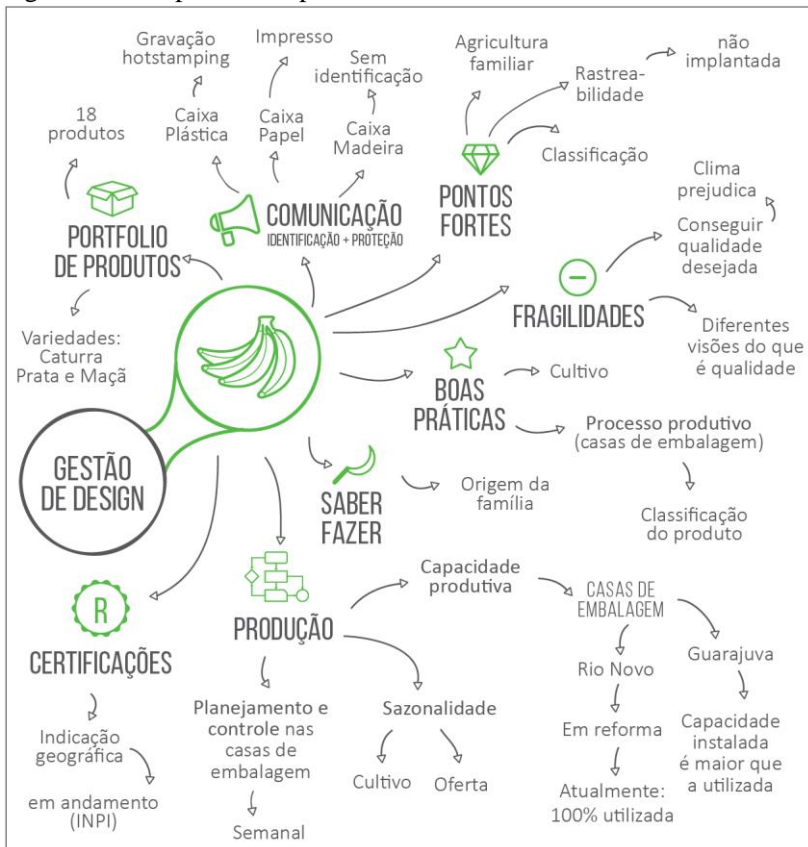 Gravação
hotstamping
Impresso
Sem
identificação
Agricultura
familiar
não
implantada
Rastrea-
bilidade
18
produtos
Caixa
Plástica
Caixa
Papel
Caixa
Madeira
Classificação
Clima
prejudica
COMUNICAÇÃO
IDENTIFICAÇÃO + PROTEÇÃO
PONTOS
FORTES
Conseguir
qualidade
desejada
PORTFOLIO
DE PRODUTOS
FRAGILIDADES
Variedades:
Caturra
Prata e Maçã
Diferentes
visões do que
é qualidade
BOAS
PRÁTICAS
Cultivo
Processo produtivo
(casas de embalagem)
GESTÃO
DE DESIGN
SABER
FAZER
Origem da
família
Classificação
do produto
Capacidade
produtiva
CASAS DE
EMBALAGEM
R
CERTIFICAÇÕES
PRODUÇÃO
Rio Novo
Guarajuva
Indicação
geográfica
Planejamento e
controle nas
casas de
embalagem
Sazonalidade
Em reforma
Capacidade
instalada
é maior que
a utilizada
em andamento
(INPI)
Cultivo
Oferta
Semanal
Atualmente:
100% utilizada